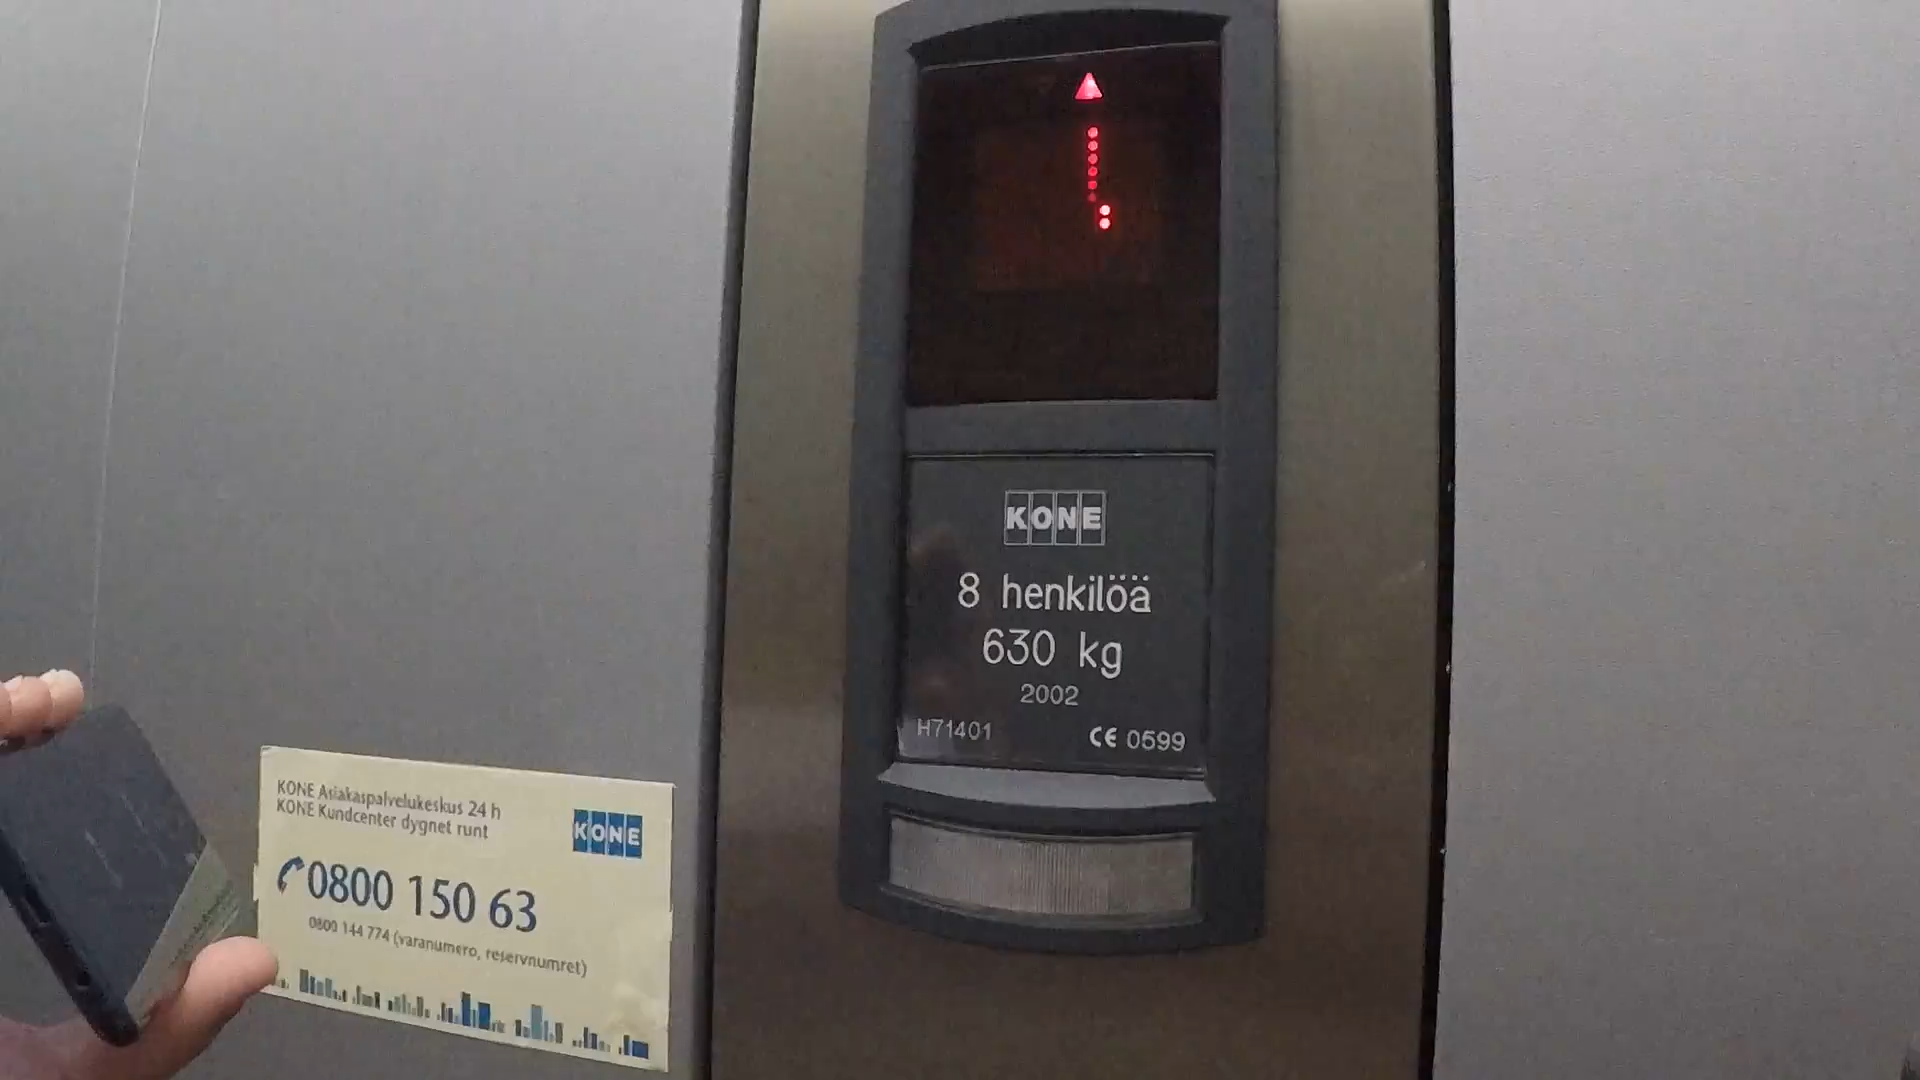 KONE
8 henkilöä
630 kg
2002
H71401 CE 0599
KONE Asiakaspalvelukeskus 24 h
KONE Kundcenter dygnet runt
KONE
0800 150 63
0800 144 774 (varanumero, reservnumret)